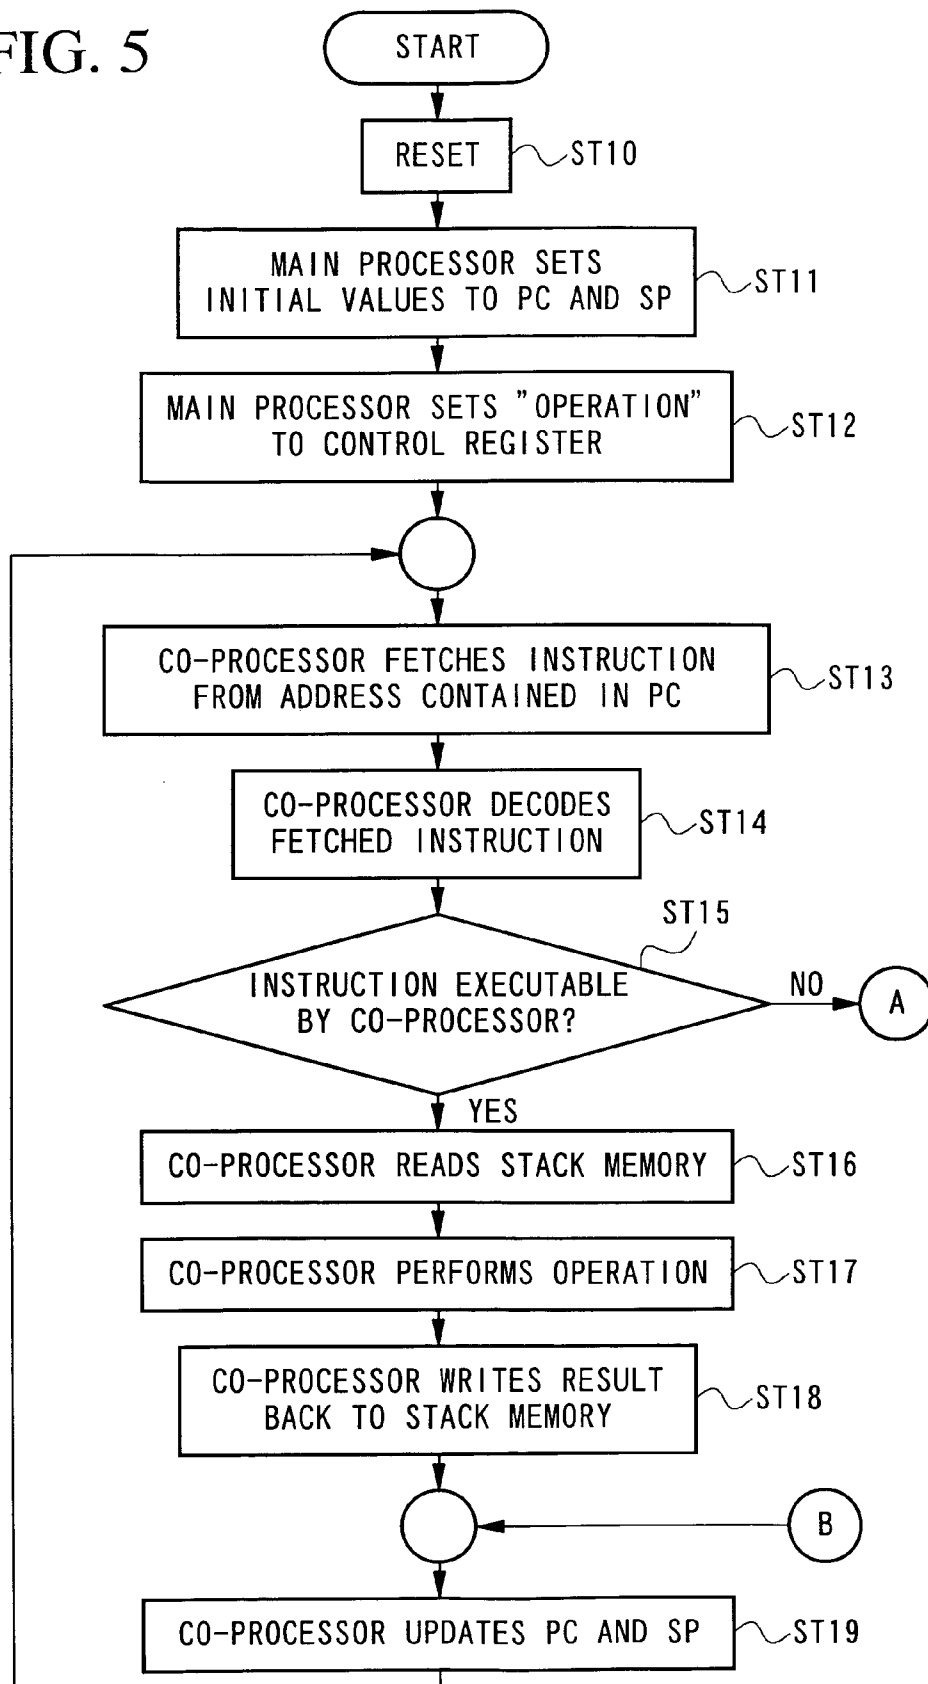 FIG. 5
START
RESET
ST10
MAIN PROCESSOR SETS
INITIAL VALUES TO PC AND SP
ST11
MAIN PROCESSOR SETS "OPERATION"
TO CONTROL REGISTER
ST12
CO-PROCESSOR FETCHES INSTRUCTION
FROM ADDRESS CONTAINED IN PC
ST13
CO-PROCESSOR DECODES
FETCHED INSTRUCTION
ST14
ST15
INSTRUCTION EXECUTABLE
BY CO-PROCESSOR?
NO
A
YES
CO-PROCESSOR READS STACK MEMORY
ST16
CO-PROCESSOR PERFORMS OPERATION
ST17
CO-PROCESSOR WRITES RESULT
BACK TO STACK MEMORY
ST18
B
CO-PROCESSOR UPDATES PC AND SP
ST19